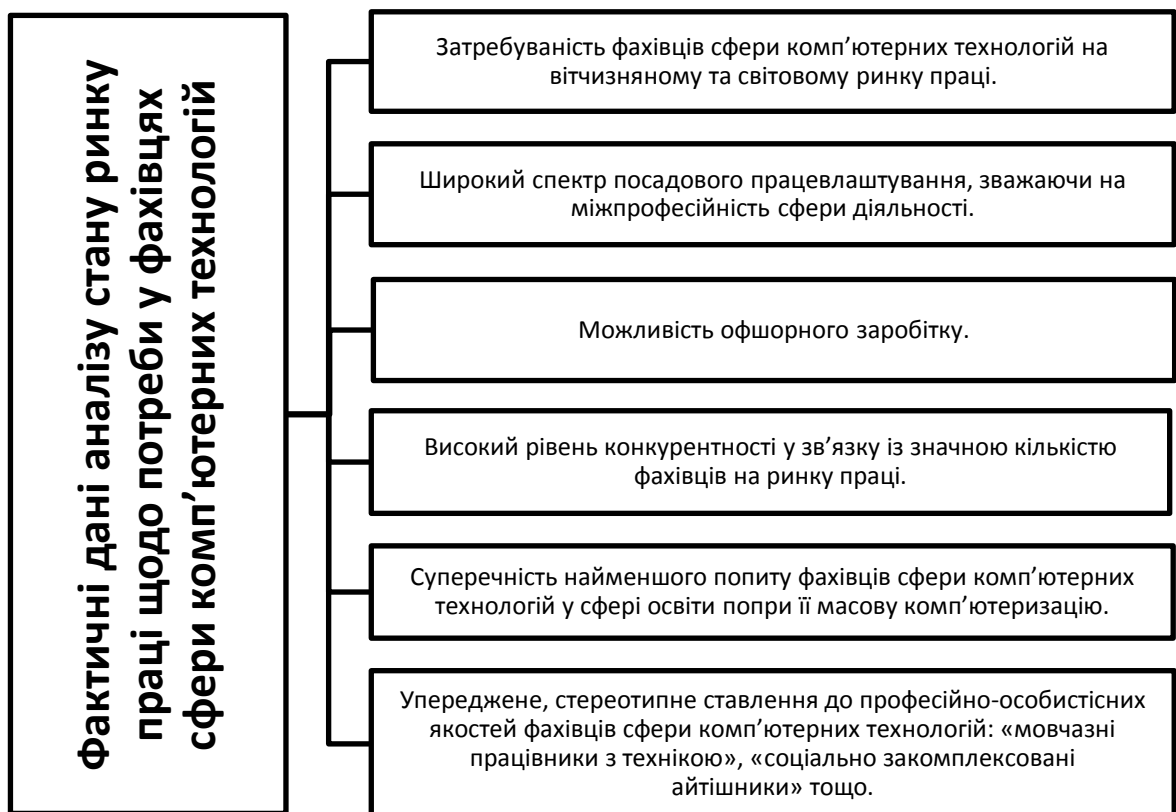 Фактичні дані аналізу стану ринку
праці щодо потреби у фахівцях
сфери комп’ютерних технологій
Затребуваність фахівців сфери комп’ютерних технологій на
вітчизняному та світовому ринку праці.
Широкий спектр посадового працевлаштування, зважаючи на
міжпрофесійність сфери діяльності.
Можливість офшорного заробітку.
Високий рівень конкурентності у зв’язку із значною кількістю
фахівців на ринку праці.
Суперечність найменшого попиту фахівців сфери комп’ютерних
технологій у сфері освіти попри її масову комп’ютеризацію.
Упереджене, стереотипне ставлення до професійно-особистісних
якостей фахівців сфери комп’ютерних технологій: «мовчазні
працівники з технікою», «соціально закомплексовані
айтішники» тощо.